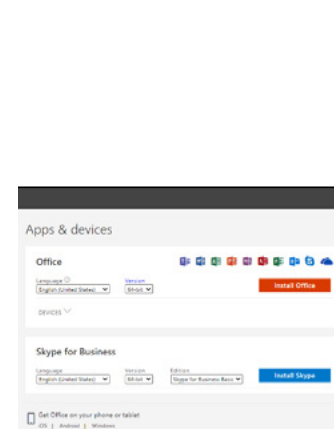 Apps & devices
Office
Language Version
English (United States) 64-bit Install Office
DEVICES
Skype for Business
Language Version Edition
English (United States) 64-bit Skype for Business Basic Install Skype
Get Office on your phone or tablet
iOS | Android | Windows